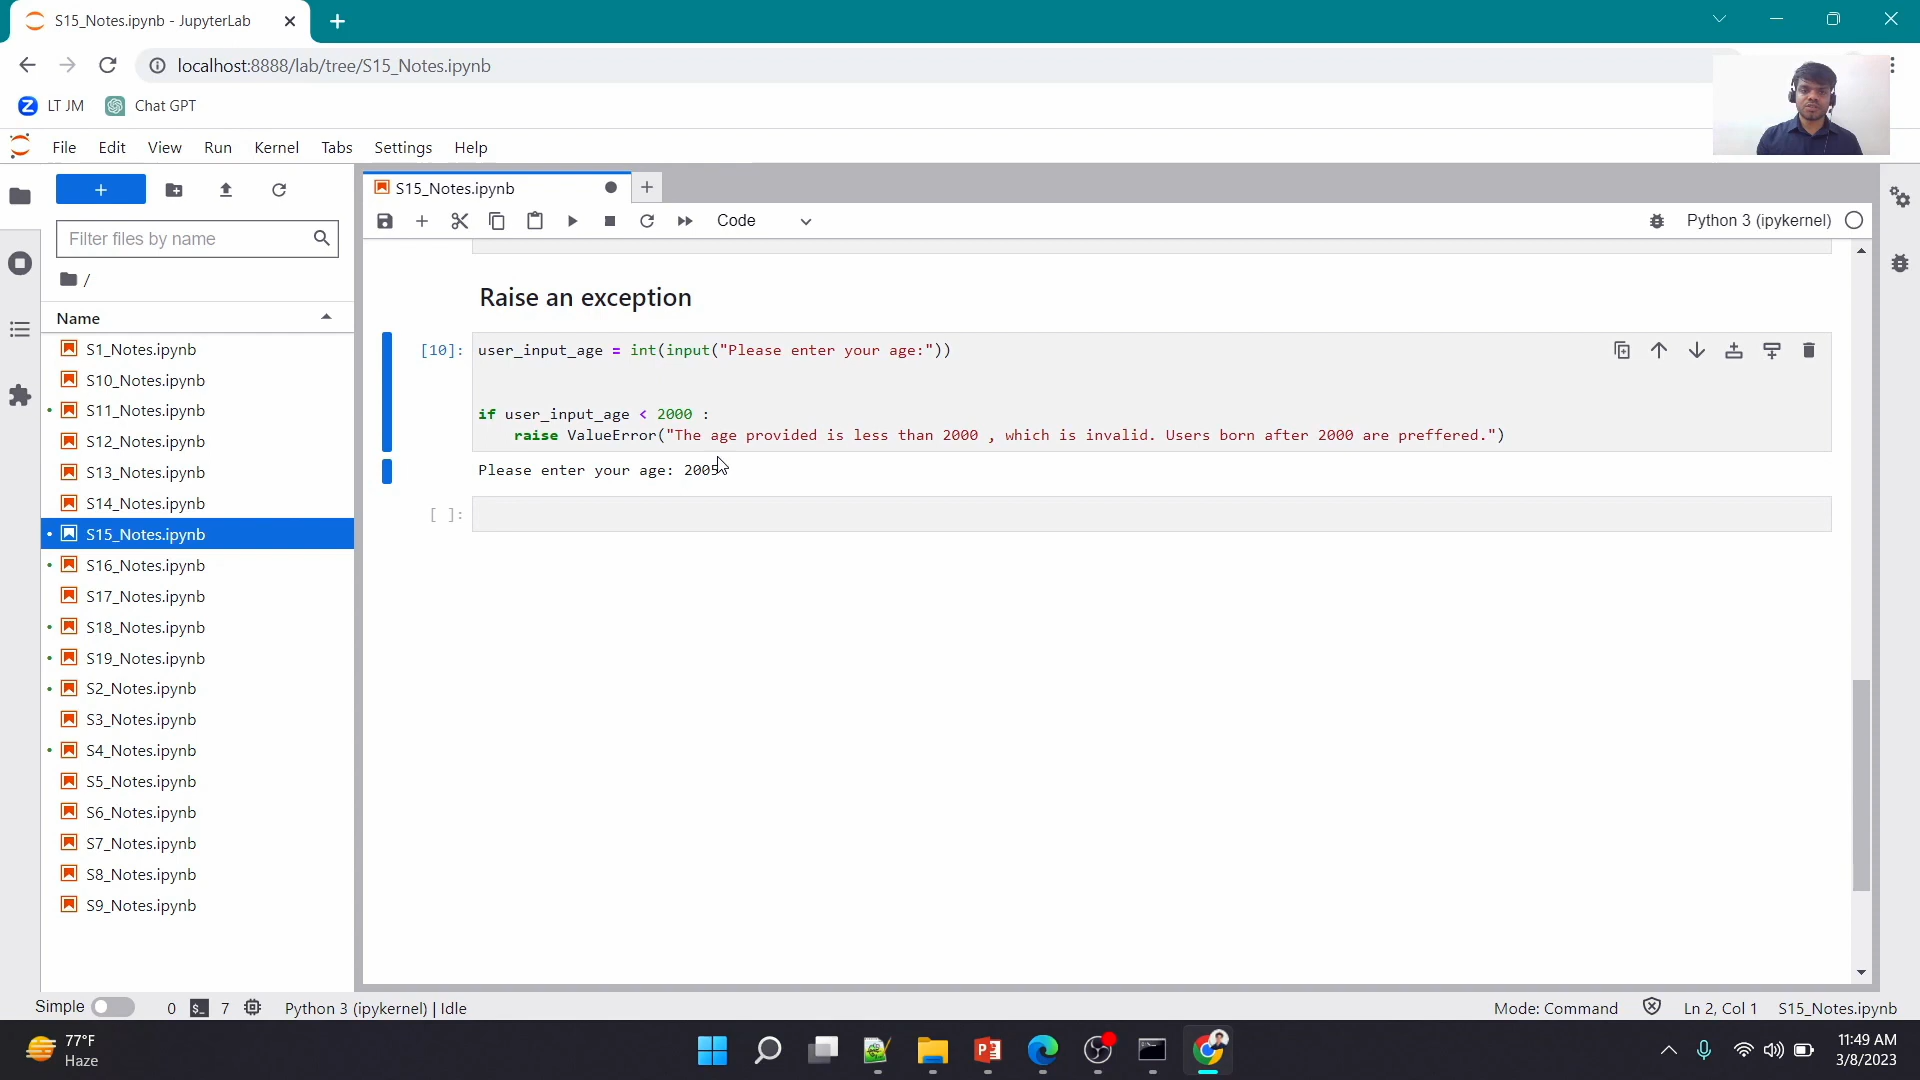 S15_Notes.ipynb - JupyterLab
localhost:8888/lab/tree/S15_Notes.ipynb
LT JM
Chat GPT
File Edit View Run Kernel Tabs Settings Help
S15_Notes.ipynb
Filter files by name
Code
Python 3 (ipykernel)
/
Name
S1_Notes.ipynb
S10_Notes.ipynb
S11_Notes.ipynb
S12_Notes.ipynb
S13_Notes.ipynb
S14_Notes.ipynb
S15_Notes.ipynb
S16_Notes.ipynb
S17_Notes.ipynb
S18_Notes.ipynb
S19_Notes.ipynb
S2_Notes.ipynb
S3_Notes.ipynb
S4_Notes.ipynb
S5_Notes.ipynb
S6_Notes.ipynb
S7_Notes.ipynb
S8_Notes.ipynb
S9_Notes.ipynb
Raise an exception
[10]: user_input_age = int(input("Please enter your age:"))
if user_input_age < 2000 :
raise ValueError("The age provided is less than 2000 , which is invalid. Users born after 2000 are preffered.")
Please enter your age: 2005
[ ]:
Simple 0 7 Python 3 (ipykernel) | Idle Mode: Command Ln 2, Col 1 S15_Notes.ipynb
77°F
Haze
11:49 AM
3/8/2023